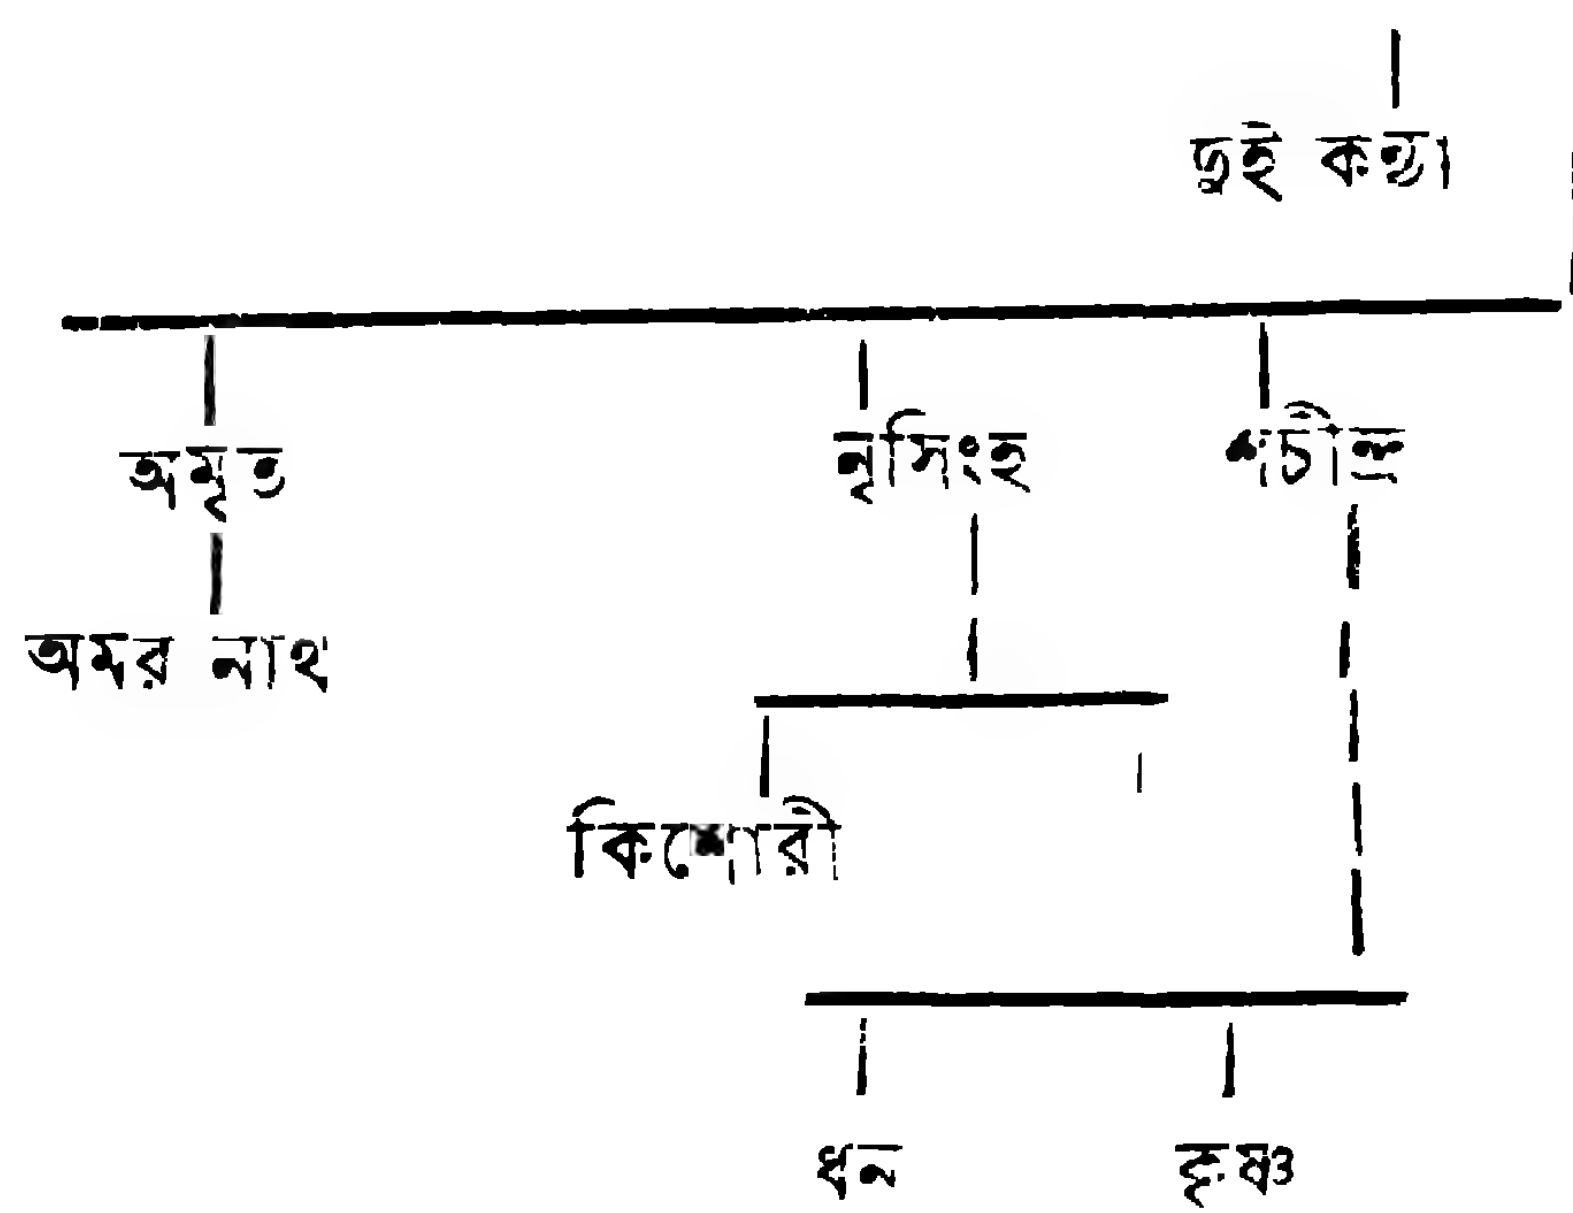 দুই কন্যা
অমৃত নৃসিংহ শচীন্দ্র
অমর নাথ
কিশোরী
ধন কৃষ্ণ